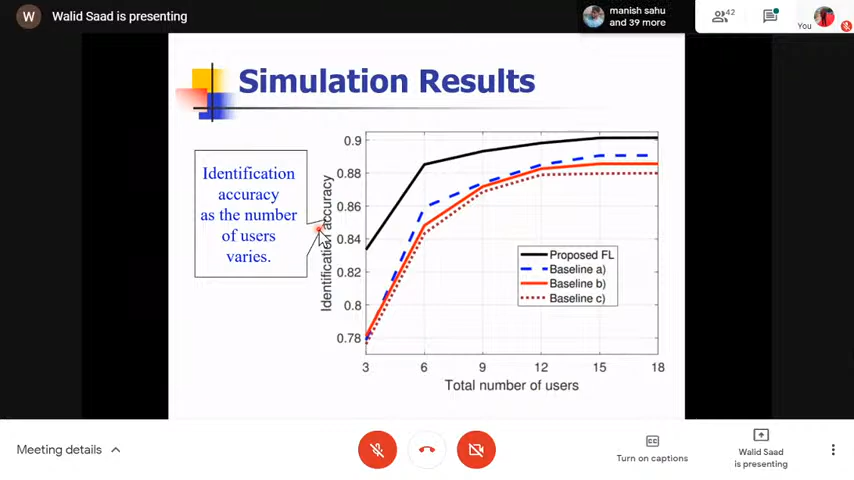 W
Walid Saad is presenting
manish sahu
and 39 more
42
You
Simulation Results
Identification
accuracy
as the number
of users
varies.
Identification accuracy
0.9
0.88
0.86
0.84
0.82
0.8
0.78
Proposed FL
Baseline a)
Baseline b)
Baseline c)
3 6 9 12 15 18
Total number of users
Meeting details
CC
Turn on captions
Walid Saad
is presenting